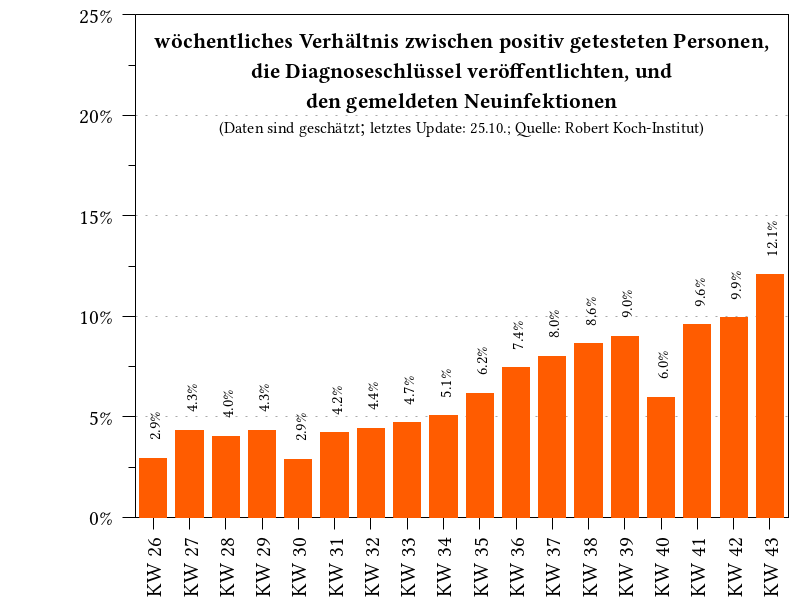 wöchentliches Verhältnis zwischen positiv getesteten Personen,
die Diagnoseschlüssel veröffentlichten, und
den gemeldeten Neuinfektionen
(Daten sind geschätzt; letztes Update: 25.10.; Quelle: Robert Koch-Institut)
25%
20%
15%
10%
5%
0%
2.9%
4.3%
4.0%
4.3%
2.9%
4.2%
4.4%
4.7%
5.1%
6.2%
7.4%
8.0%
8.6%
9.0%
6.0%
9.6%
9.9%
12.1%
KW 26
KW 27
KW 28
KW 29
KW 30
KW 31
KW 32
KW 33
KW 34
KW 35
KW 36
KW 37
KW 38
KW 39
KW 40
KW 41
KW 42
KW 43